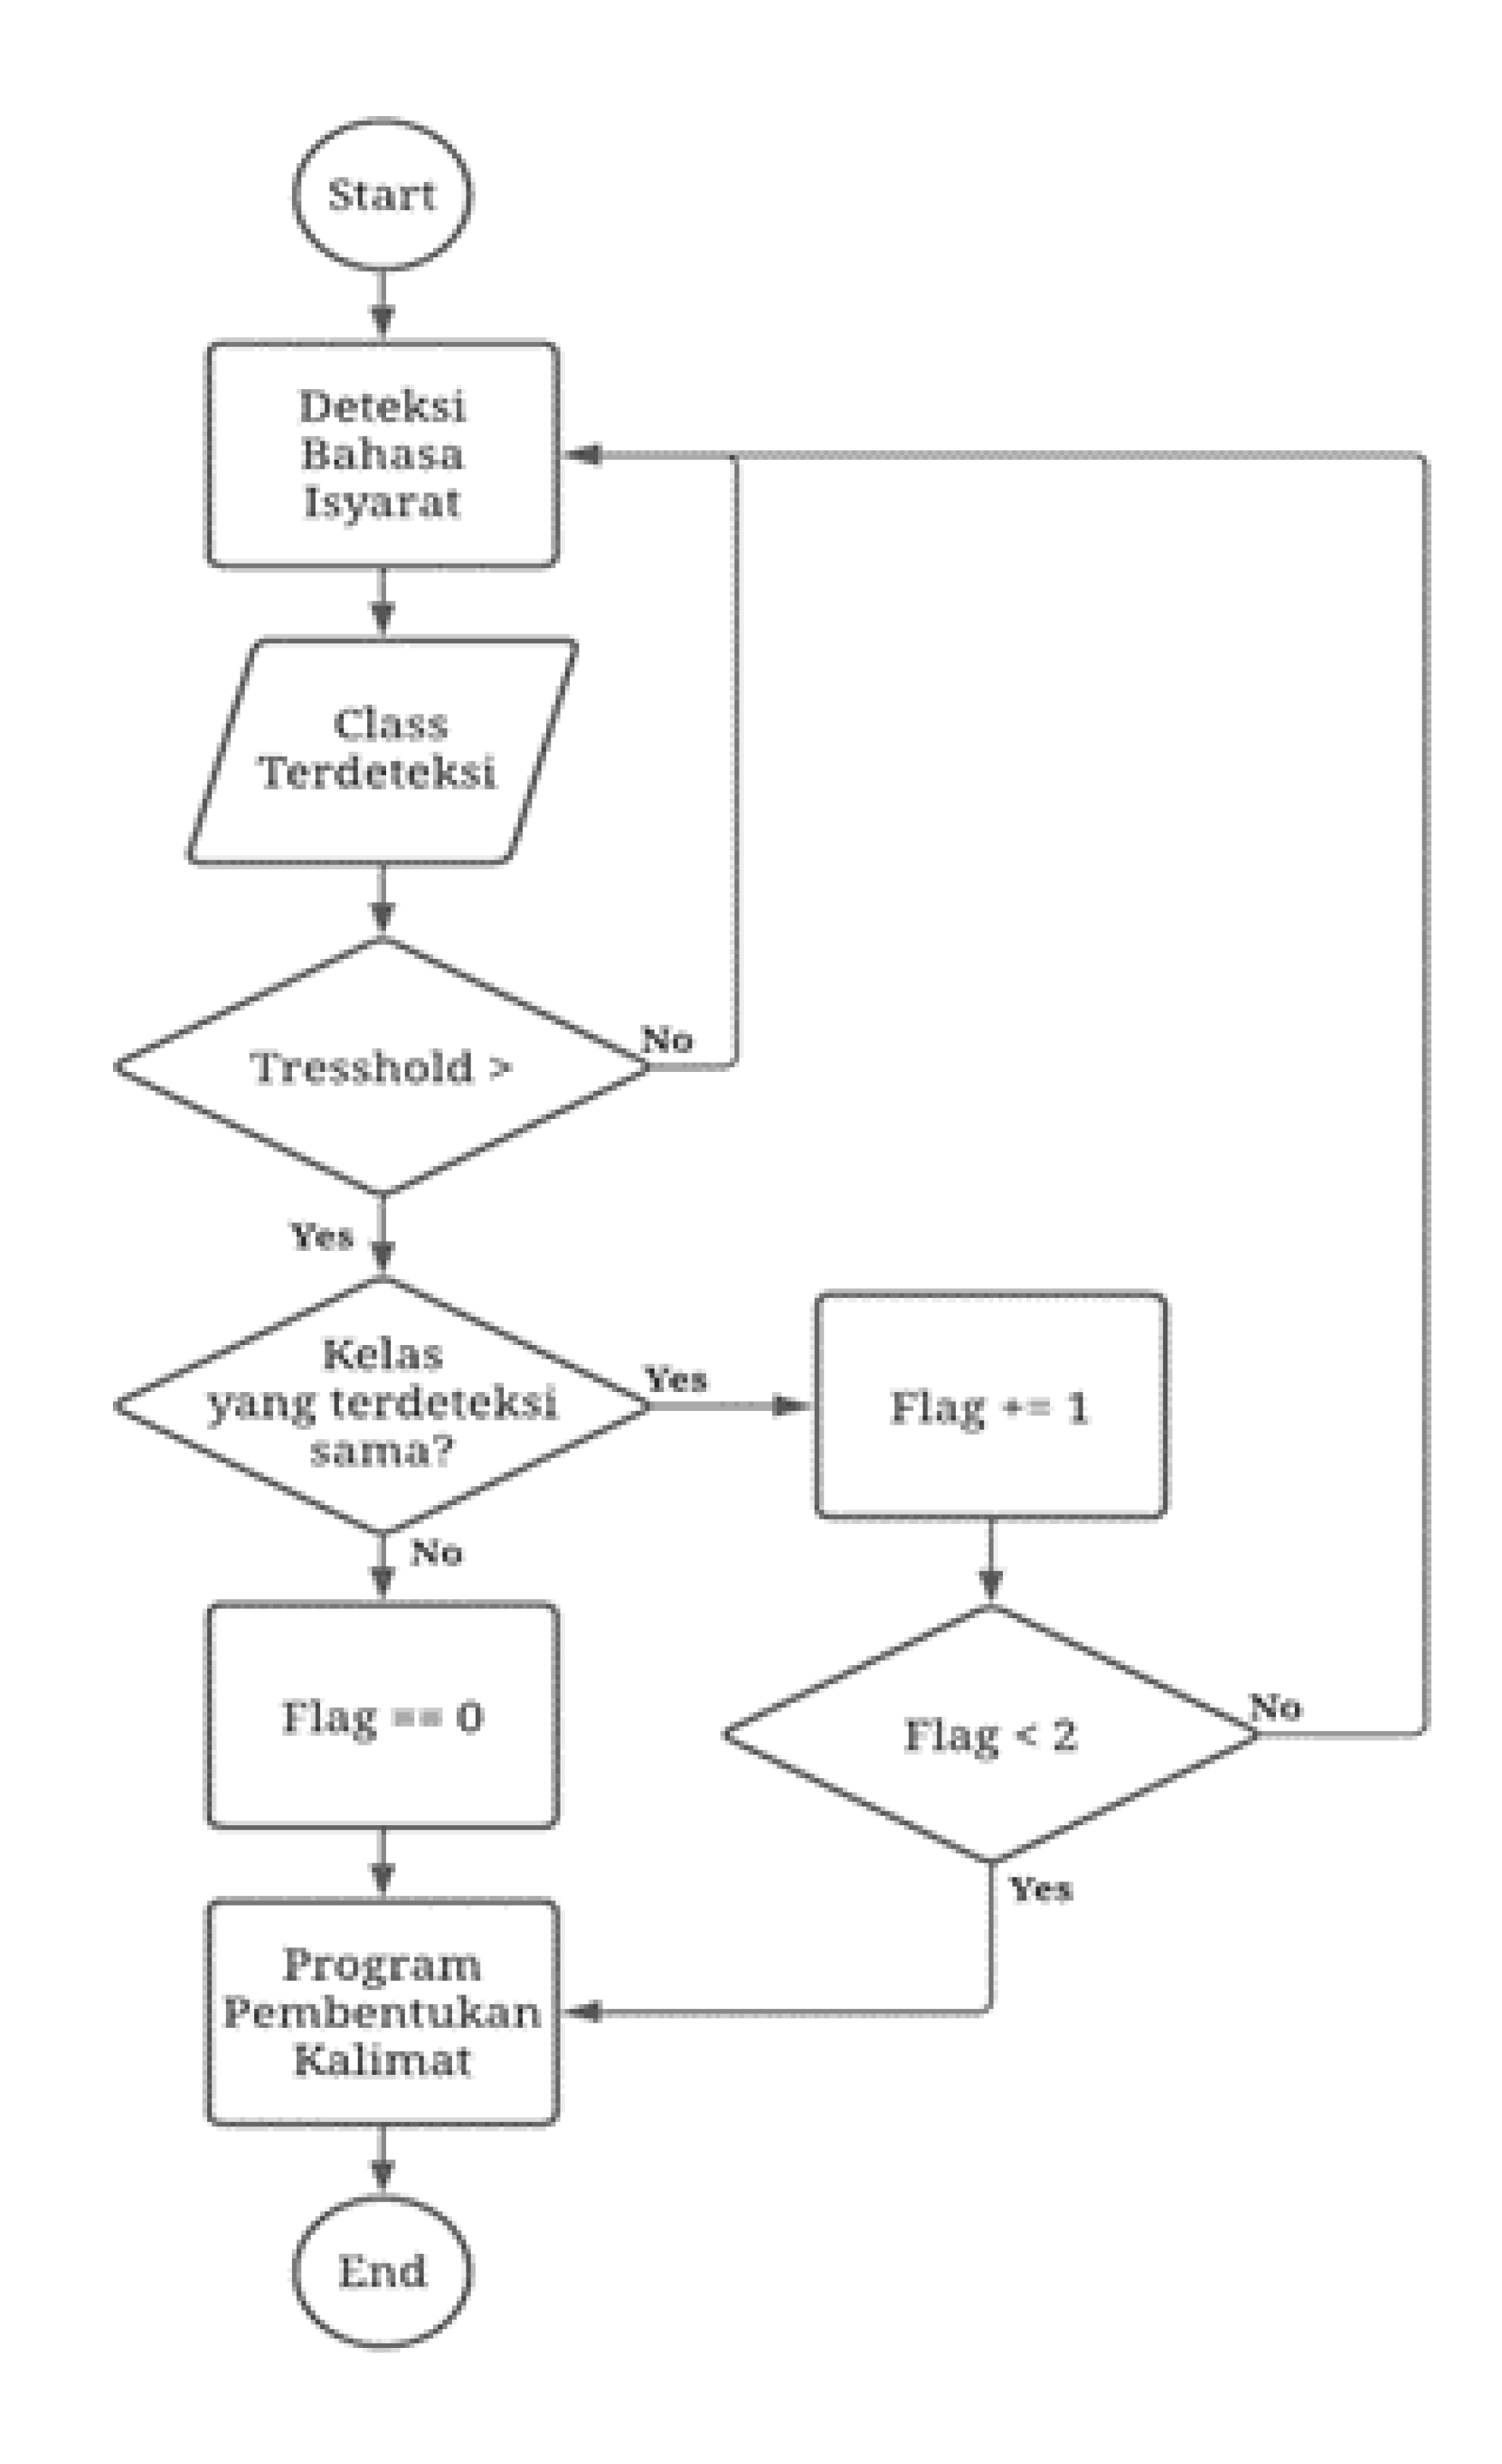 Start
Deteksi
Bahasa
Isyarat
Class
Terdeteksi
Tresshold >
No
Yes
Kelas
yang terdeteksi
sama?
Yes
Flag += 1
No
Flag == 0
Flag < 2
No
Yes
Program
Pembentukan
Kalimat
End